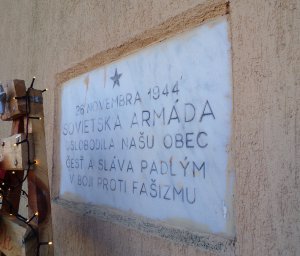 26 NOVEMBRA 1944
SOVIETSKA ARMÁDA
OSLOBODILA NAŠU OBEC
ČESŤ A SLÁVA PADLÝM
V BOJI PROTI FAŠIZMU